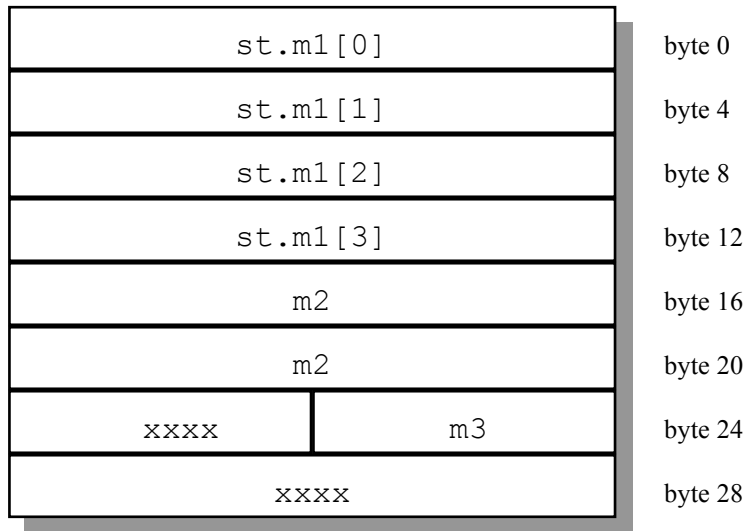 st.m1[0] byte 0
st.m1[1] byte 4
st.m1[2] byte 8
st.m1[3] byte 12
m2 byte 16
m2 byte 20
xxxx m3 byte 24
xxxx byte 28